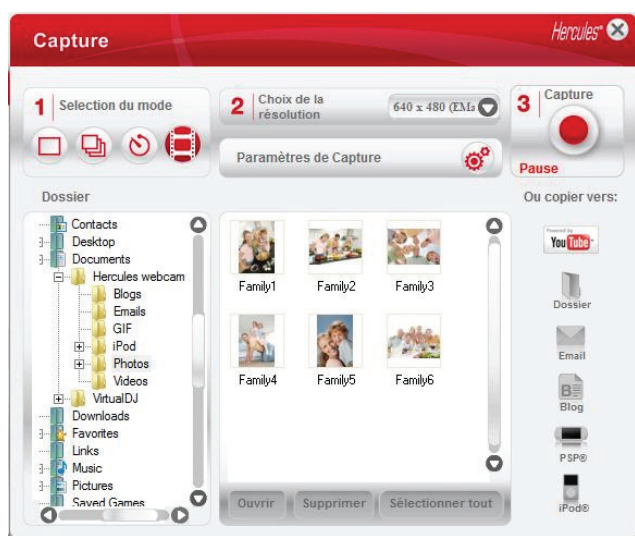 Capture
Hercules
1 Selection du mode
2 Choix de la
résolution
640 x 480 (EMa
3 Capture
Paramètres de Capture
Pause
Dossier
Ou copier vers:
Contacts
Desktop
Documents
Hercules webcam
Blogs
Emails
GIF
iPod
Photos
Videos
VirtualDJ
Downloads
Favorites
Links
Music
Pictures
Saved Games
Family1
Family2
Family3
Family4
Family5
Family6
Ouvrir
Supprimer
Sélectionner tout
Powered by
YouTube
Dossier
Email
B
Blog
PSP®
iPod®